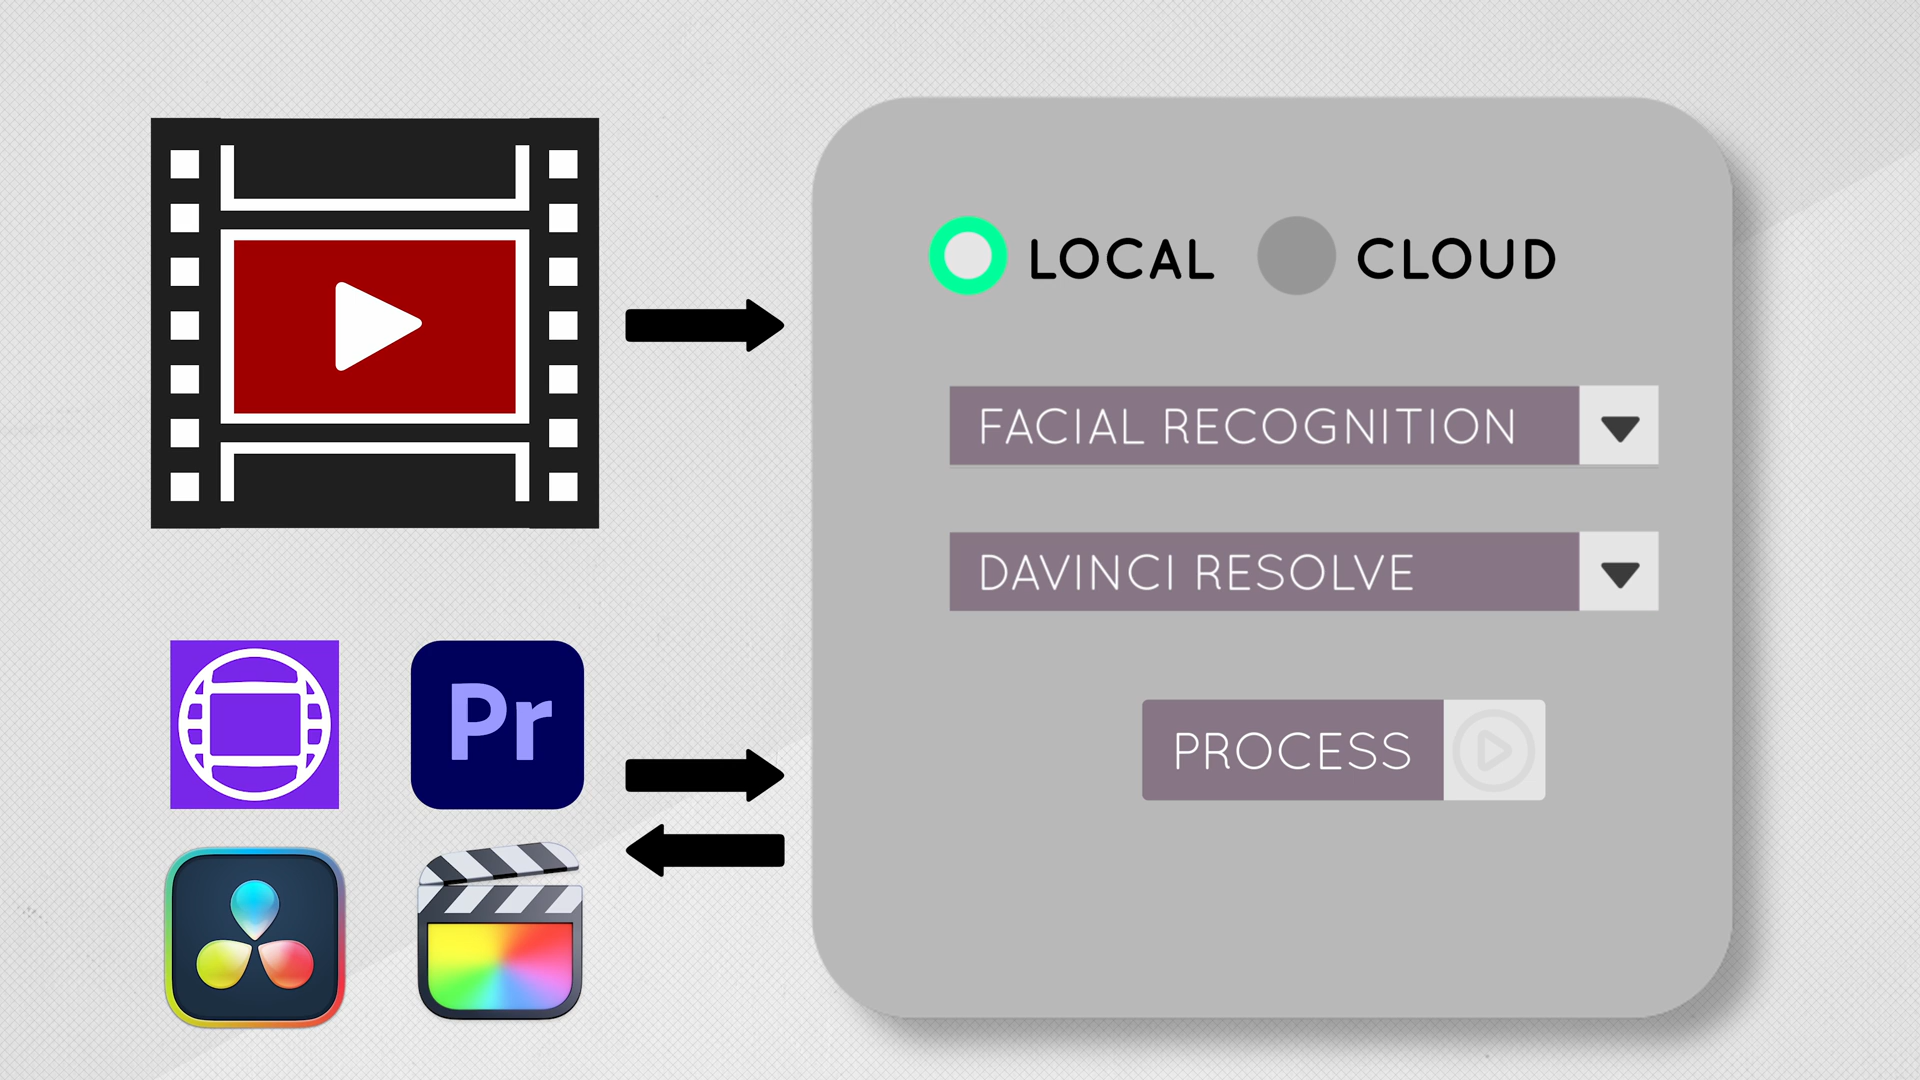 LOCAL CLOUD
FACIAL RECOGNITION
DAVINCI RESOLVE
PROCESS
Pr